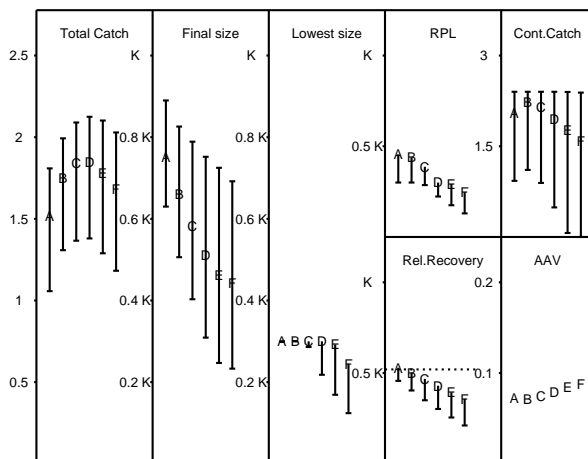 Total Catch Final size Lowest size RPL Cont.Catch
2.5 K K 3
2 0.8 K 0.8 K
0.5 K 1.5
A B C D E F
A B C D E F
A B C D E F
A B C D E F
A B C D E F
1.5 0.6 K 0.6 K
Rel.Recovery AAV
K 0.2
1 0.4 K 0.4 K
A B C D E F
0.5 0.2 K 0.2 K 0.5 K 0.1
A B C D E F
A B C D E F